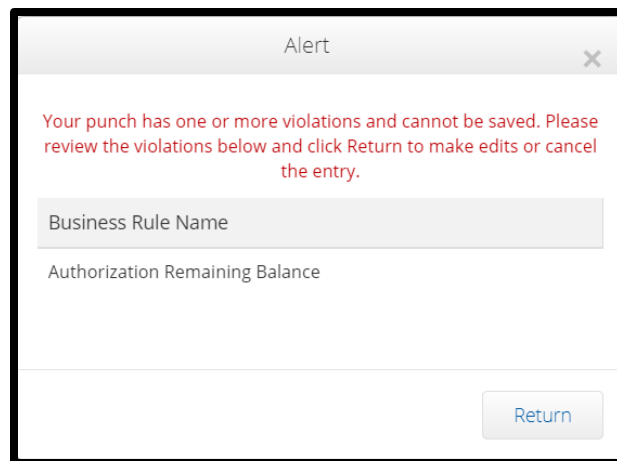 Alert
×
Your punch has one or more violations and cannot be saved. Please
review the violations below and click Return to make edits or cancel
the entry.
Business Rule Name
Authorization Remaining Balance
Return